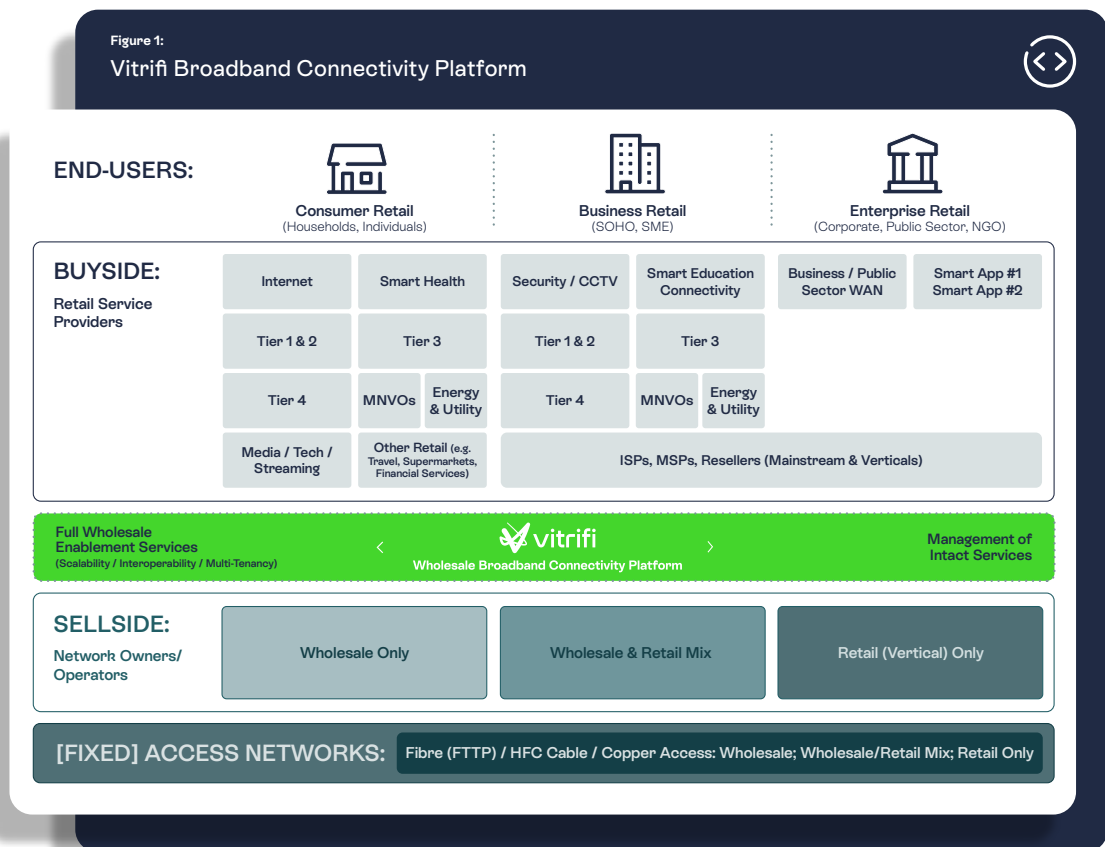 Figure 1:
Vitrifi Broadband Connectivity Platform
END-USERS:
Consumer Retail
(Households, Individuals)
Business Retail
(SOHO, SME)
Enterprise Retail
(Corporate, Public Sector, NGO)
BUYSIDE:
Retail Service
Providers
Internet
Smart Health
Security / CCTV
Smart Education
Connectivity
Business / Public
Sector WAN
Smart App #1
Smart App #2
Tier 1 & 2
Tier 3
Tier 1 & 2
Tier 3
Tier 4
MNVOs
Energy
& Utility
Tier 4
MNVOs
Energy
& Utility
Media / Tech /
Streaming
Other Retail (e.g.
Travel, Supermarkets,
Financial Services)
ISPs, MSPs, Resellers (Mainstream & Verticals)
Full Wholesale
Enablement Services
(Scalability / Interoperability / Multi-Tenancy)
vitrifi
Wholesale Broadband Connectivity Platform
Management of
Intact Services
SELLSIDE:
Network Owners/
Operators
Wholesale Only
Wholesale & Retail Mix
Retail (Vertical) Only
[FIXED] ACCESS NETWORKS:
Fibre (FTTP) / HFC Cable / Copper Access: Wholesale; Wholesale/Retail Mix; Retail Only